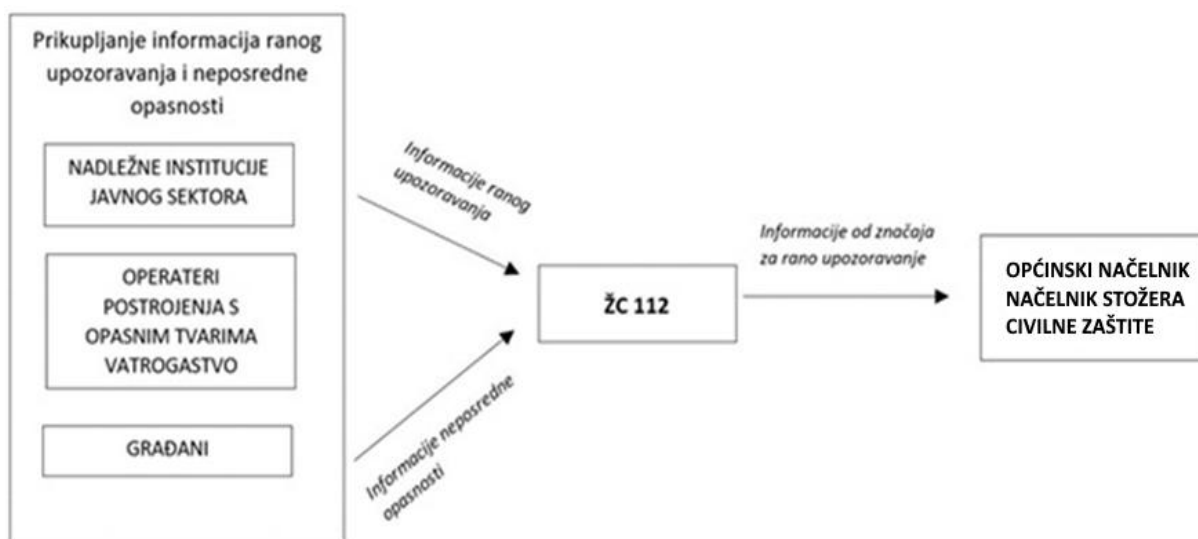 Prikupljanje informacija ranog
upozoravanja i neposredne
opasnosti
NADLEŽNE INSTITUCIJE
JAVNOG SEKTORA
OPERATERI
POSTROJENJA S
OPASNIM TVARIMA
VATROGASTVO
GRAĐANI
Informacije ranog
upozoravanja
Informacije neposredne
opasnosti
ŽC 112
Informacije od značaja
za rano upozoravanje
OPĆINSKI NAČELNIK
NAČELNIK STOŽERA
CIVILNE ZAŠTITE